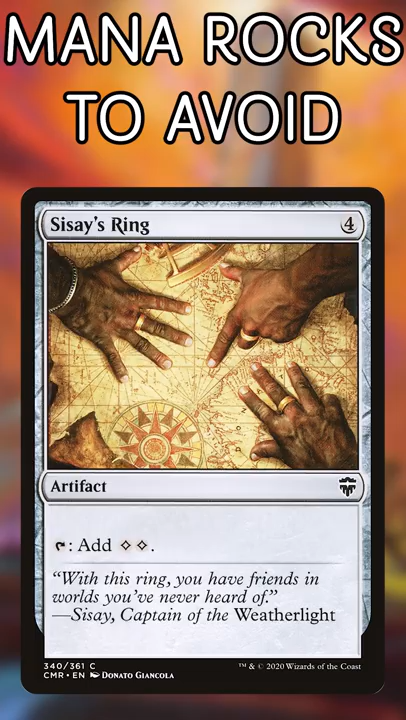 MANA ROCKS
TO AVOID
Sisay's Ring 4
Artifact
: Add .
"With this ring, you have friends in
worlds you've never heard of."
—Sisay, Captain of the Weatherlight
340/361 C ™ & © 2020 Wizards of the Coast
CMR • EN Donato Giancola